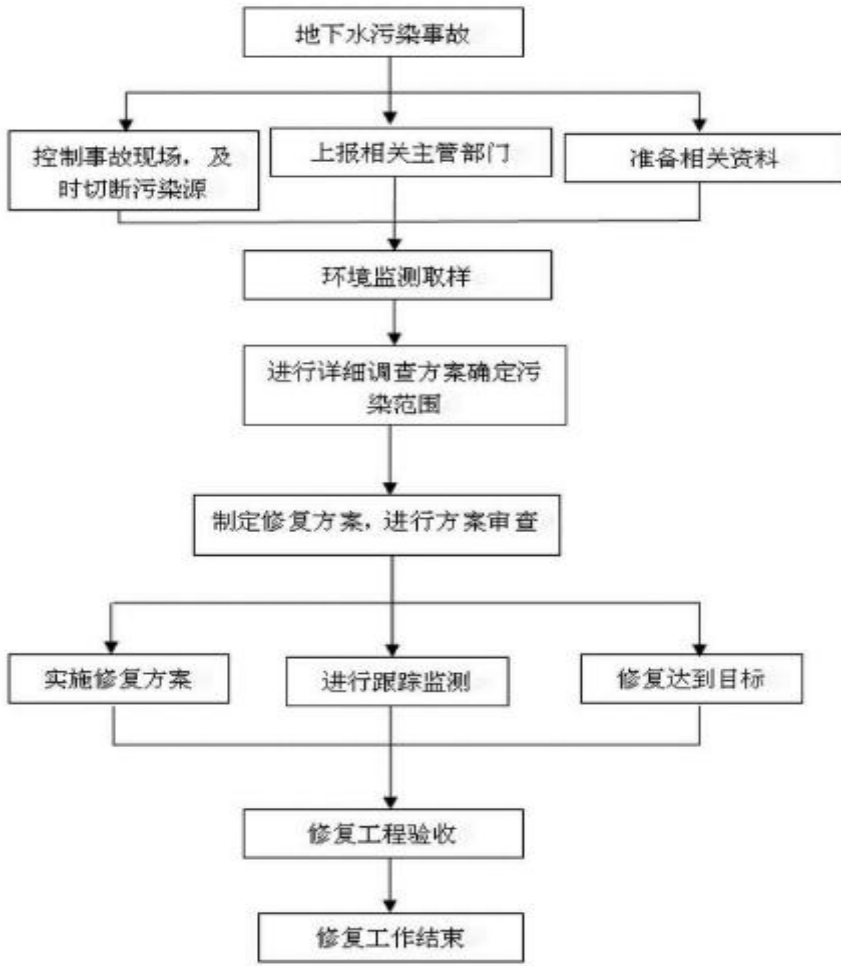 地下水污染事故
控制事故现场，及
时切断污染源
上报相关主管部门
准备相关资料
环境监测取样
进行详细调查方案确定污
染范围
制定修复方案，进行方案审查
实施修复方案
进行跟踪监测
修复达到目标
修复工程验收
修复工作结束